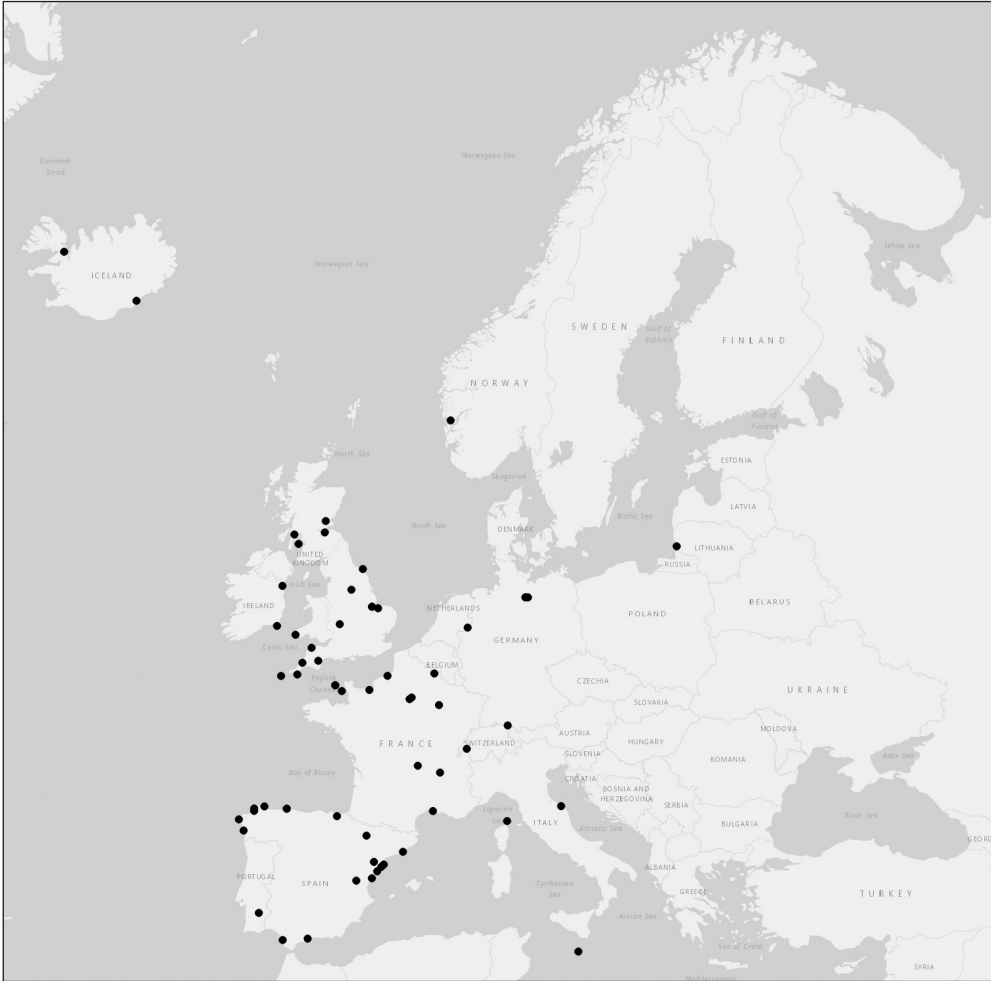 Denmark
Strait
Norwegian Sea
ICELAND
Norwegian Sea
White Sea
SWEDEN
Gulf of
Bothnia
FINLAND
NORWAY
Gulf of
Finland
North Sea
ESTONIA
Skagerrak
LATVIA
Baltic Sea
North Sea
DENMARK
LITHUANIA
UNITED
KINGDOM
RUSSIA
Irish Sea
BELARUS
IRELAND
NETHERLANDS
POLAND
GERMANY
Celtic Sea
BELGIUM
English
Channel
CZECHIA
UKRAINE
SLOVAKIA
MOLDOVA
AUSTRIA
FRANCE
SWITZERLAND
HUNGARY
SLOVENIA
Azov Sea
ROMANIA
Bay of Biscay
CROATIA
BOSNIA AND
HERZEGOVINA
SERBIA
Ligurian
Sea
Black Sea
ITALY
Adriatic Sea
BULGARIA
GEORG
ALBANIA
PORTUGAL
SPAIN
Tyrrhenian
Sea
GREECE
TURKEY
Ionian Sea
Sea of Crete
SYRIA
Mediterranean